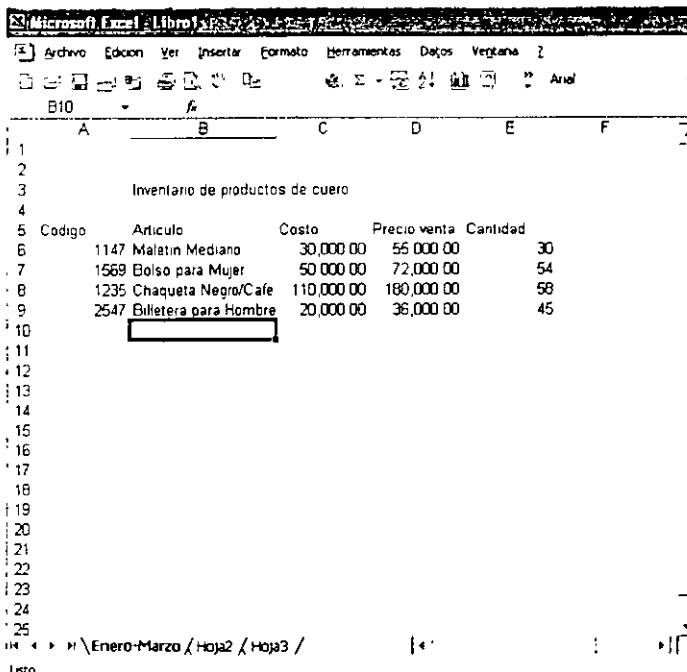 Microsoft Excel - Libro1
Archivo Edcion Ver Insertar Formato Herramientas Datos Ventana ?
Σ Arial
B10 fx
A B C D E F
1
2
3 Inventario de productos de cuero
4
5 Codigo Articulo Costo Precio venta Cantidad
6 1147 Maletin Mediano 30,000 00 55 000 00 30
7 1569 Bolso para Mujer 50 000 00 72,000 00 54
8 1235 Chaqueta Negro/Cafe 110,000 00 180,000 00 58
9 2547 Billetera para Hombre 20,000 00 36,000 00 45
10
11
12
13
14
15
16
17
18
19
20
21
22
23
24
25
Enero-Marzo / Hoja2 / Hoja3 /
Listo